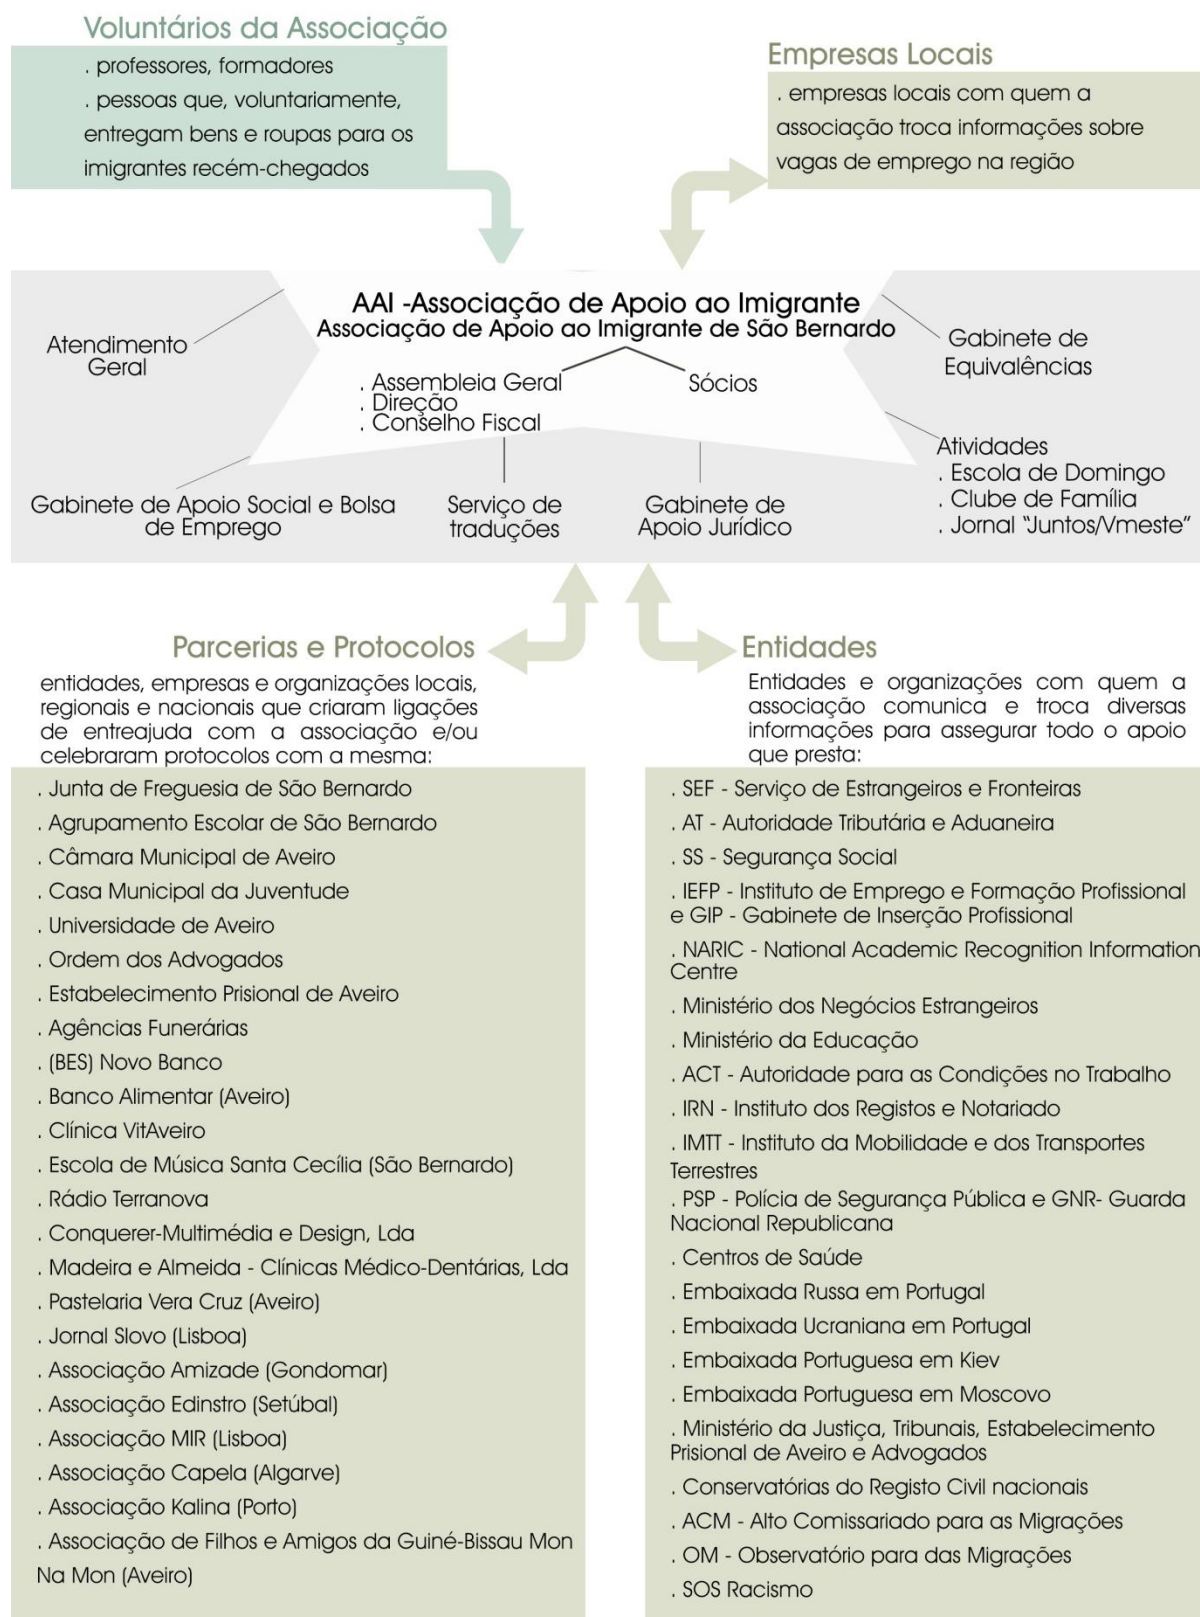 Voluntários da Associação
. professores, formadores
. pessoas que, voluntariamente,
entregam bens e roupas para os
imigrantes recém-chegados
Empresas Locais
. empresas locais com quem a
associação troca informações sobre
vagas de emprego na região
AAI -Associação de Apoio ao Imigrante
Associação de Apoio ao Imigrante de São Bernardo
. Assembleia Geral
. Direção
. Conselho Fiscal
Sócios
Atendimento
Geral
Gabinete de
Equivalências
Gabinete de Apoio Social e Bolsa
de Emprego
Serviço de
traduções
Gabinete de
Apoio Jurídico
Atividades
. Escola de Domingo
. Clube de Família
. Jornal "Juntos/Vmeste"
Parcerias e Protocolos
entidades, empresas e organizações locais,
regionais e nacionais que criaram ligações
de entreajuda com a associação e/ou
celebraram protocolos com a mesma:
. Junta de Freguesia de São Bernardo
. Agrupamento Escolar de São Bernardo
. Câmara Municipal de Aveiro
. Casa Municipal da Juventude
. Universidade de Aveiro
. Ordem dos Advogados
. Estabelecimento Prisional de Aveiro
. Agências Funerárias
. (BES) Novo Banco
. Banco Alimentar (Aveiro)
. Clínica VitAveiro
. Escola de Música Santa Cecília (São Bernardo)
. Rádio Terranova
. Conquerer-Multimédia e Design, Lda
. Madeira e Almeida - Clínicas Médico-Dentárias, Lda
. Pastelaria Vera Cruz (Aveiro)
. Jornal Slovo (Lisboa)
. Associação Amizade (Gondomar)
. Associação Edinstro (Setúbal)
. Associação MIR (Lisboa)
. Associação Capela (Algarve)
. Associação Kalina (Porto)
. Associação de Filhos e Amigos da Guiné-Bissau Mon
Na Mon (Aveiro)
Entidades
Entidades e organizações com quem a
associação comunica e troca diversas
informações para assegurar todo o apoio
que presta:
. SEF - Serviço de Estrangeiros e Fronteiras
. AT - Autoridade Tributária e Aduaneira
. SS - Segurança Social
. IEFP - Instituto de Emprego e Formação Profissional
e GIP - Gabinete de Inserção Profissional
. NARIC - National Academic Recognition Information
Centre
. Ministério dos Negócios Estrangeiros
. Ministério da Educação
. ACT - Autoridade para as Condições no Trabalho
. IRN - Instituto dos Registos e Notariado
. IMTT - Instituto da Mobilidade e dos Transportes
Terrestres
. PSP - Polícia de Segurança Pública e GNR- Guarda
Nacional Republicana
. Centros de Saúde
. Embaixada Russa em Portugal
. Embaixada Ucraniana em Portugal
. Embaixada Portuguesa em Kiev
. Embaixada Portuguesa em Moscovo
. Ministério da Justiça, Tribunais, Estabelecimento
Prisional de Aveiro e Advogados
. Conservatórias do Registo Civil nacionais
. ACM - Alto Comissariado para as Migrações
. OM - Observatório para das Migrações
. SOS Racismo